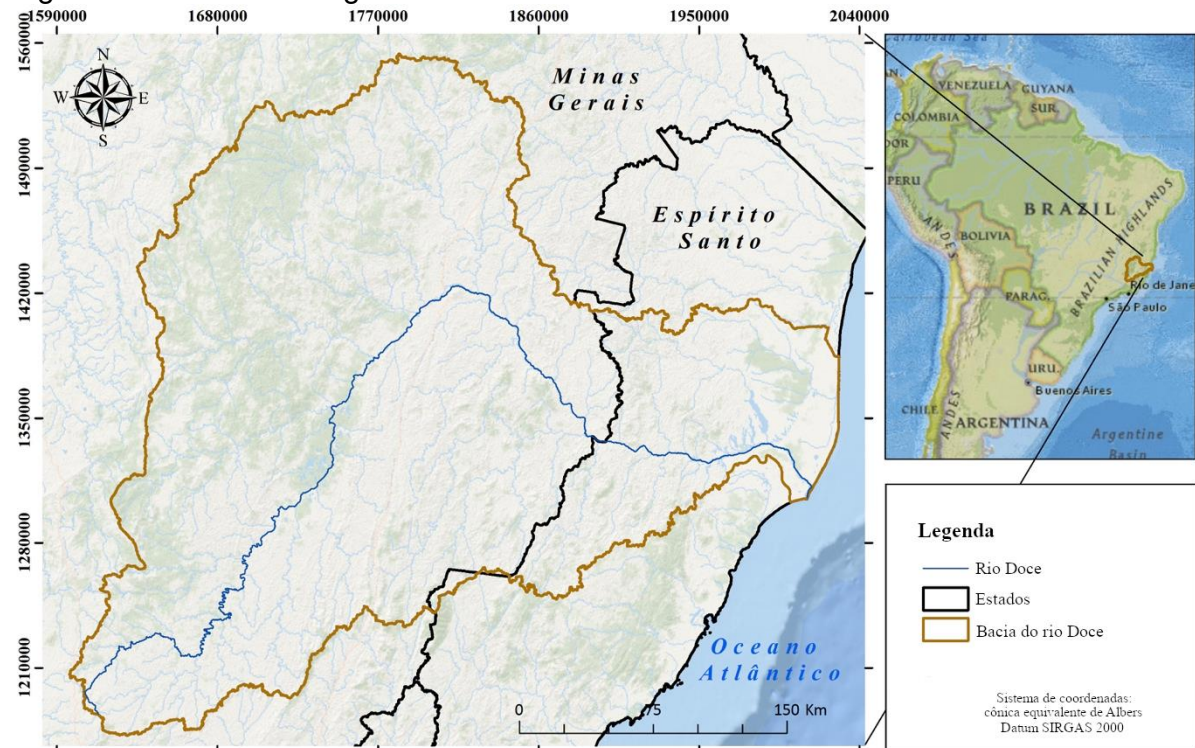 1590000 1680000 1770000 1860000 1950000 2040000
1560000
1490000
1420000
1350000
1280000
1210000
N
W E
S
Minas
Gerais
Espírito
Santo
Oceano
Atlântico
0 75 150 Km
Caribbean Sea
VENEZUELA
GUYANA
SUR.
COLOMBIA
PERU
BRAZIL
BRAZILIAN HIGHLANDS
ANDES
BOLIVIA
PARAG.
Rio de Jane
São Paulo
URU.
Buenos Aires
CHILE
ANDES
ARGENTINA
Argentine
Basin
Legenda
Rio Doce
Estados
Bacia do rio Doce
Sistema de coordenadas:
cônica equivalente de Albers
Datum SIRGAS 2000